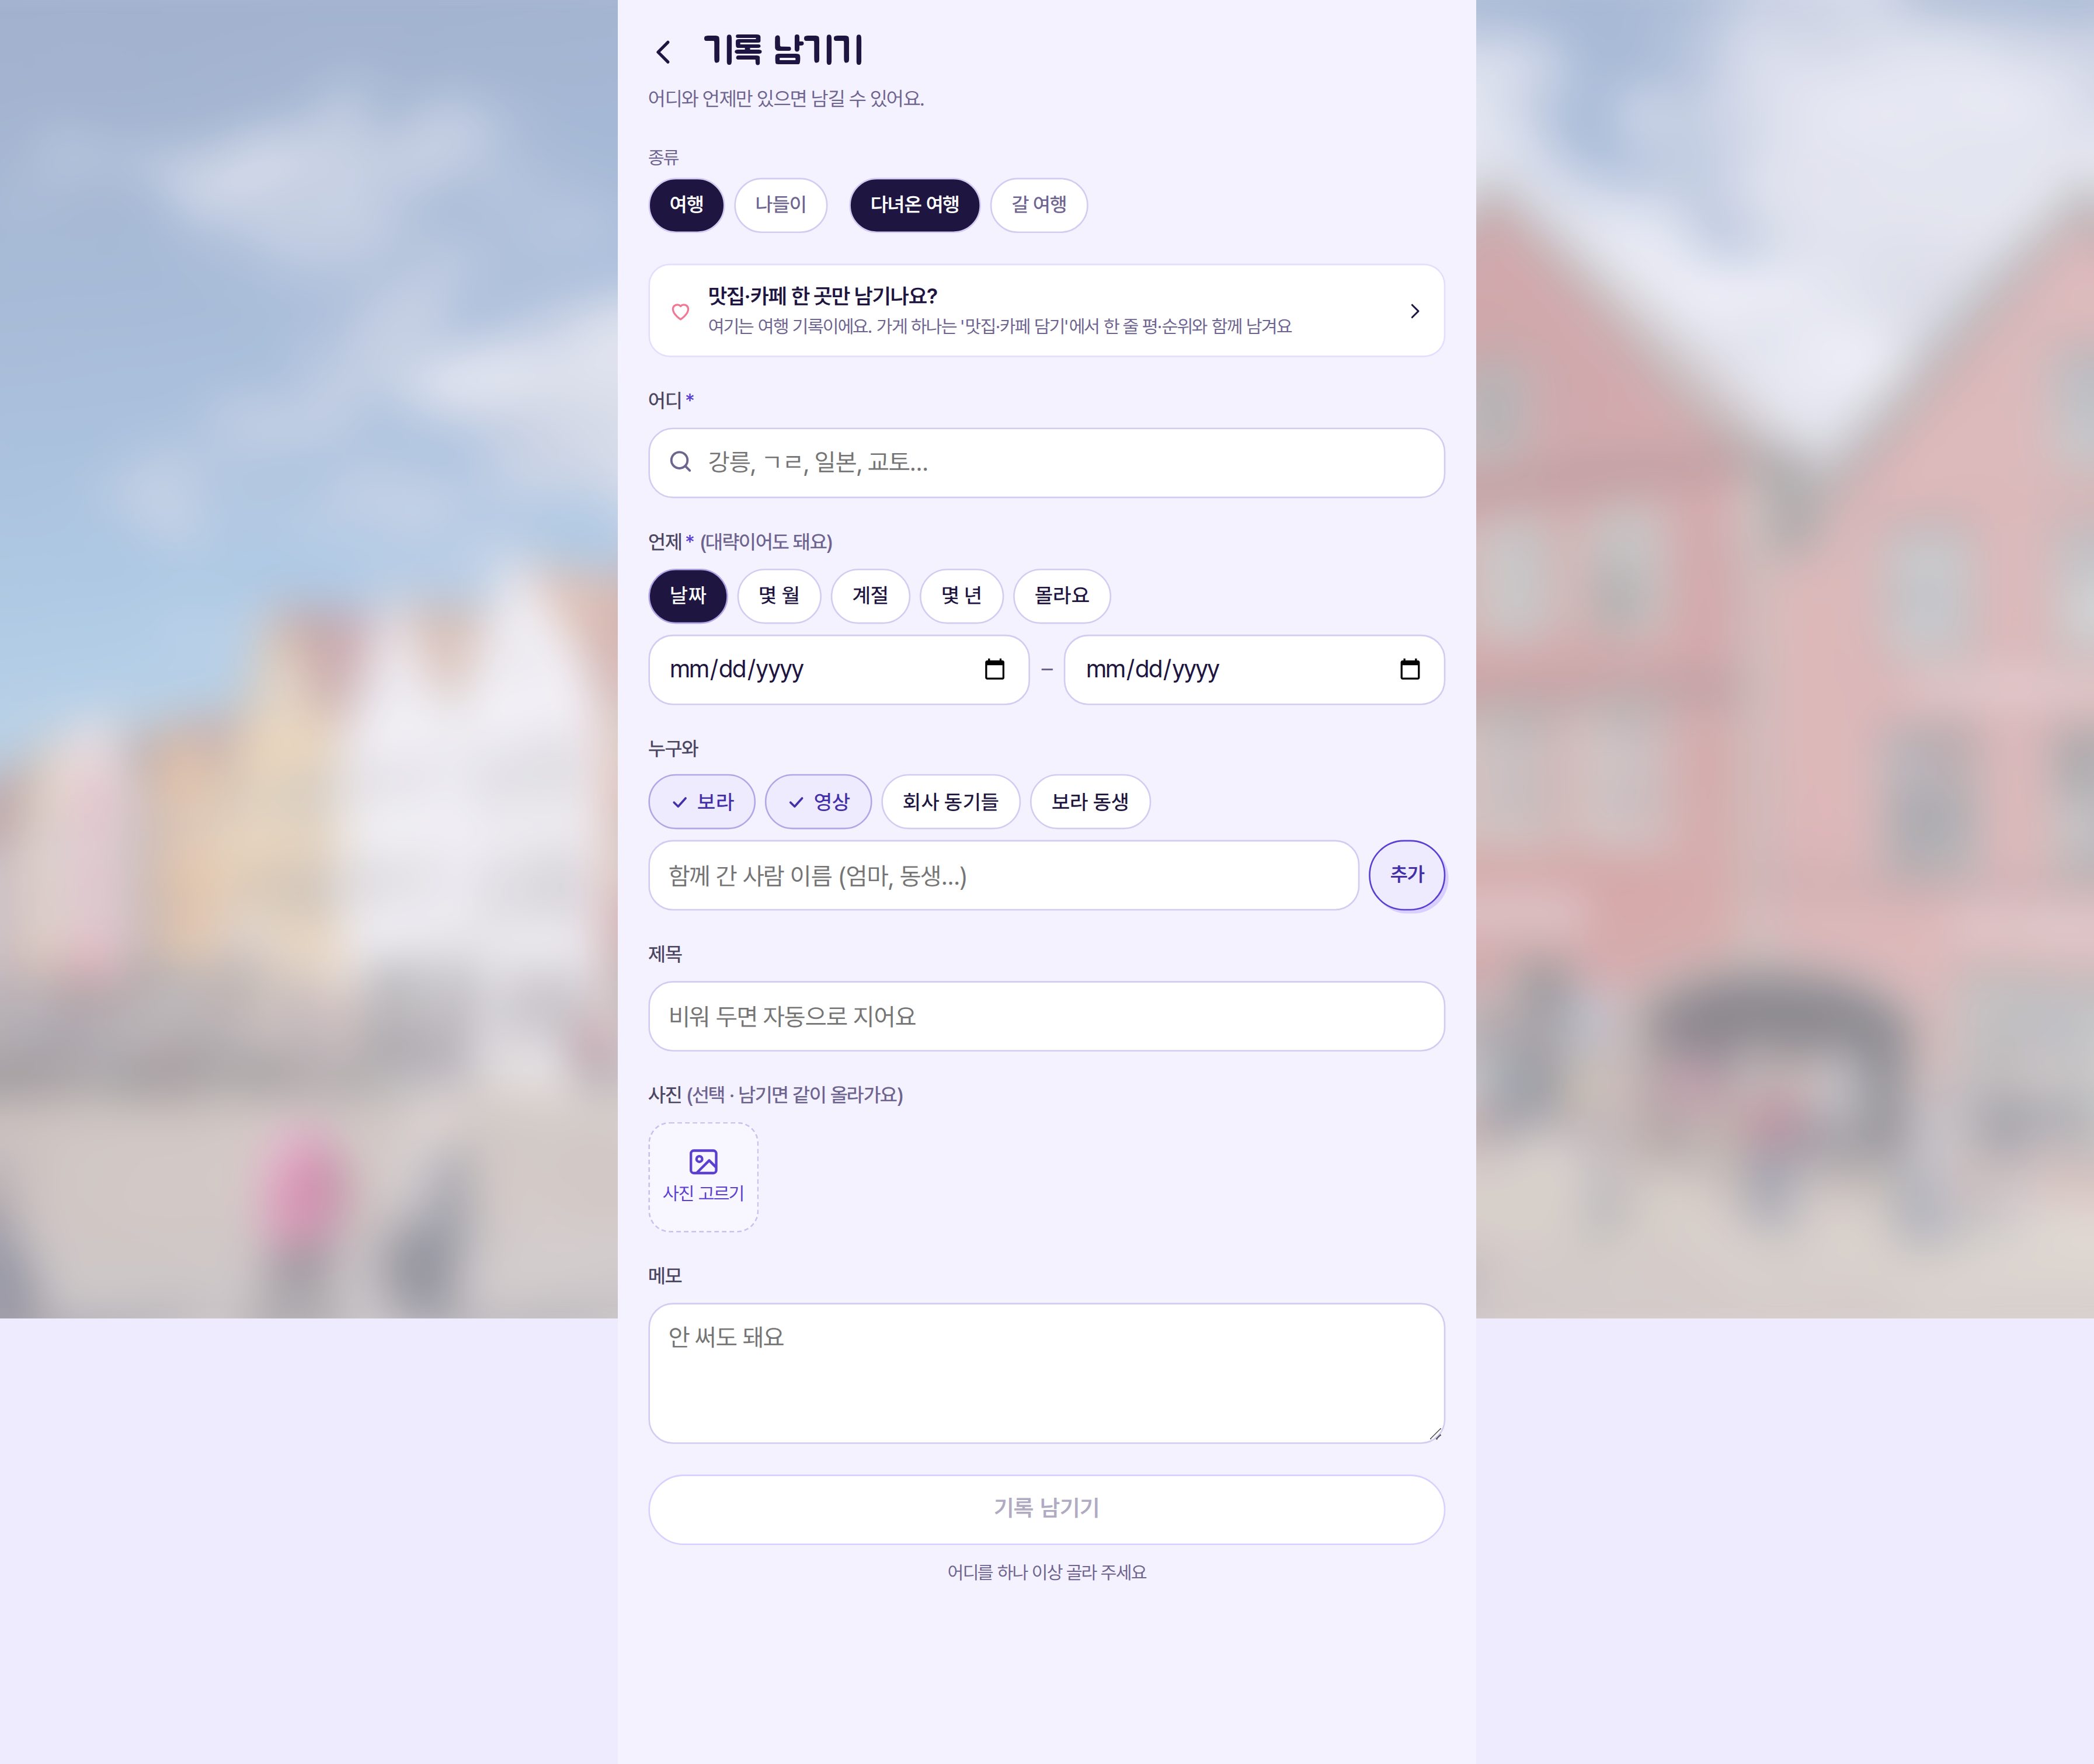 기록 남기기
어디와 언제만 있으면 남길 수 있어요.
종류
여행 나들이 다녀온 여행 갈 여행
맛집·카페 한 곳만 남기나요?
여기는 여행 기록이에요. 가게 하나는 '맛집·카페 담기'에서 한 줄 평·순위와 함께 남겨요
어디 *
강릉, ㄱㄹ, 일본, 교토...
언제 * (대략이어도 돼요)
날짜 몇 월 계절 몇 년 몰라요
mm/dd/yyyy – mm/dd/yyyy
누구와
보라 영상 회사 동기들 보라 동생
함께 간 사람 이름 (엄마, 동생...) 추가
제목
비워 두면 자동으로 지어요
사진 (선택 · 남기면 같이 올라가요)
사진 고르기
메모
안 써도 돼요
기록 남기기
어디를 하나 이상 골라 주세요